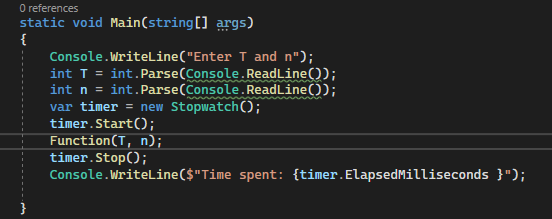 0 references
static void Main(string[] args)
{
Console.WriteLine("Enter T and n");
int T = int.Parse(Console.ReadLine());
int n = int.Parse(Console.ReadLine());
var timer = new Stopwatch();
timer.Start();
Function(T, n);
timer.Stop();
Console.WriteLine($"Time spent: {timer.ElapsedMilliseconds }");
}